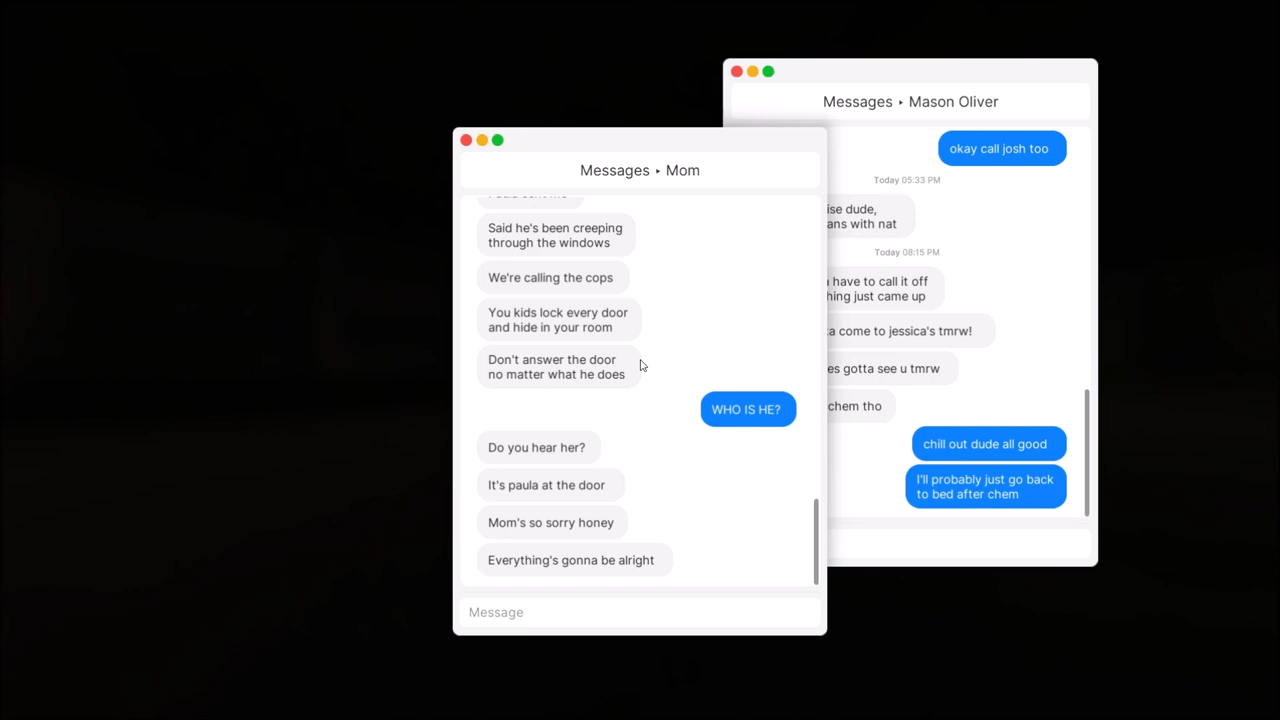 Messages ‣ Mason Oliver
okay call josh too
Today 05:33 PM
dude,
with nat
Today 08:15 PM
have to call it off
just came up
come to jessica's tmrw!
gotta see u tmrw
chem tho
chill out dude all good
I'll probably just go back
to bed after chem
Messages ‣ Mom
Said he's been creeping
through the windows
We're calling the cops
You kids lock every door
and hide in your room
Don't answer the door
no matter what he does
WHO IS HE?
Do you hear her?
It's paula at the door
Mom's so sorry honey
Everything's gonna be alright
Message